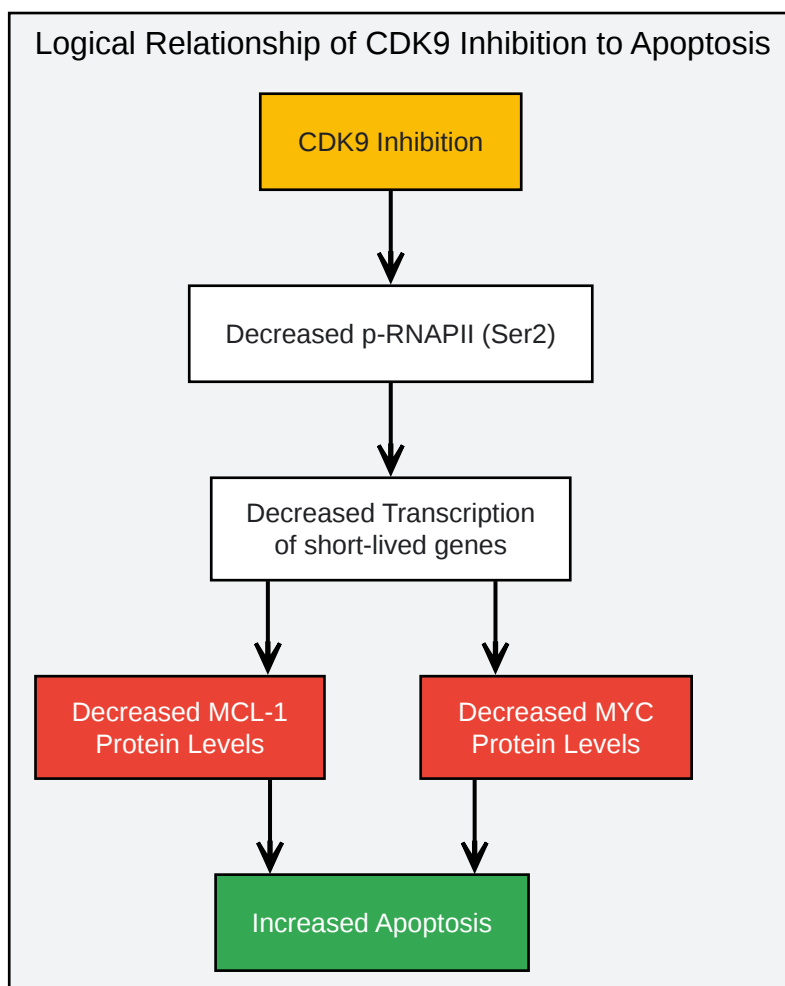 Logical Relationship of CDK9 Inhibition to Apoptosis
CDK9 Inhibition
Decreased p-RNAPII (Ser2)
Decreased Transcription
of short-lived genes
Decreased MCL-1
Protein Levels
Decreased MYC
Protein Levels
Increased Apoptosis